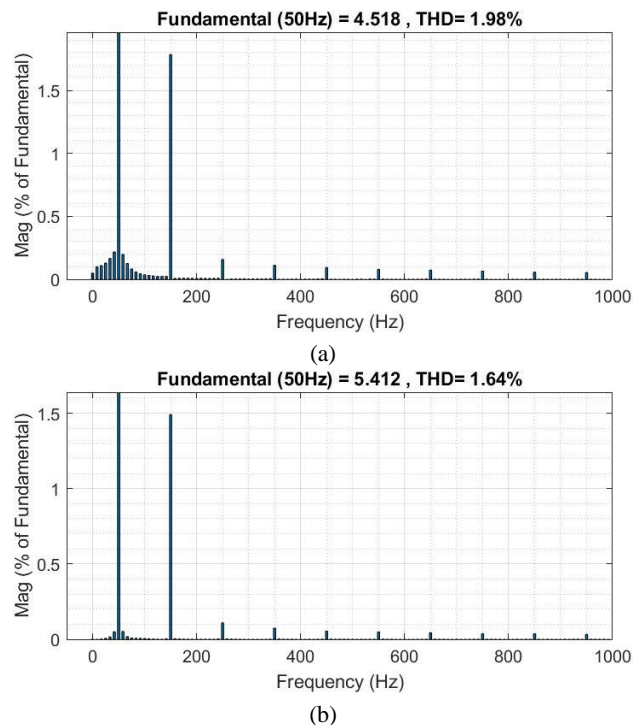 Fundamental (50Hz) = 4.518 , THD= 1.98%
Mag (% of Fundamental)
1.5
1
0.5
0
0 200 400 600 800 1000
Frequency (Hz)
(a)
Fundamental (50Hz) = 5.412 , THD= 1.64%
Mag (% of Fundamental)
1.5
1
0.5
0
0 200 400 600 800 1000
Frequency (Hz)
(b)